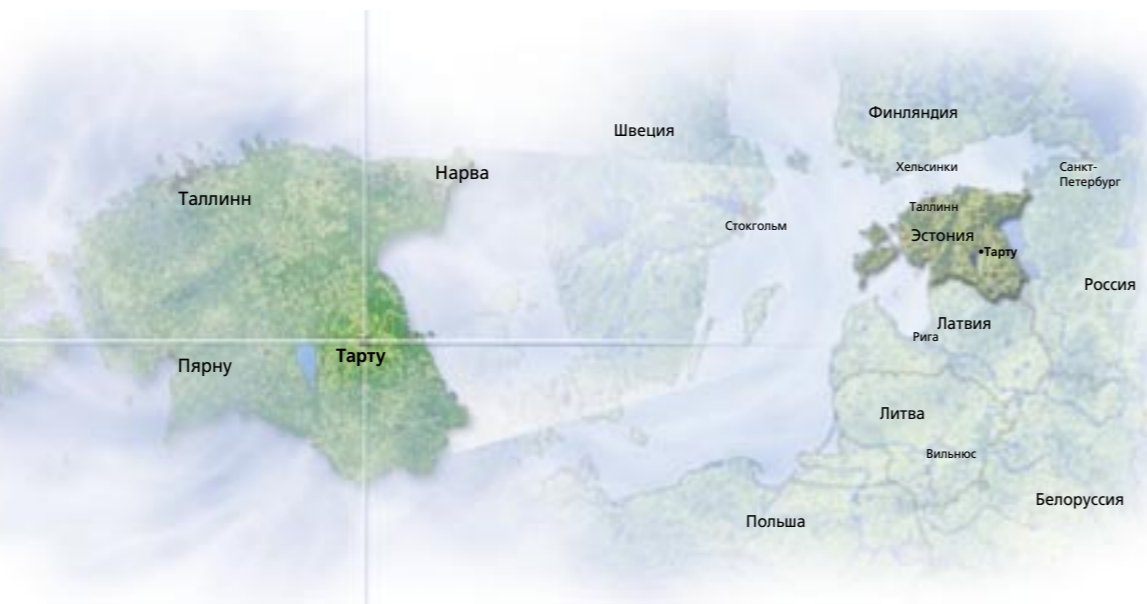 Таллинн
Нарва
Пярну
Тарту
Швеция
Финляндия
Хельсинки
Санкт-
Петербург
Стокгольм
Таллинн
Эстония
•Тарту
Россия
Латвия
Рига
Литва
Вильнюс
Белоруссия
Польша